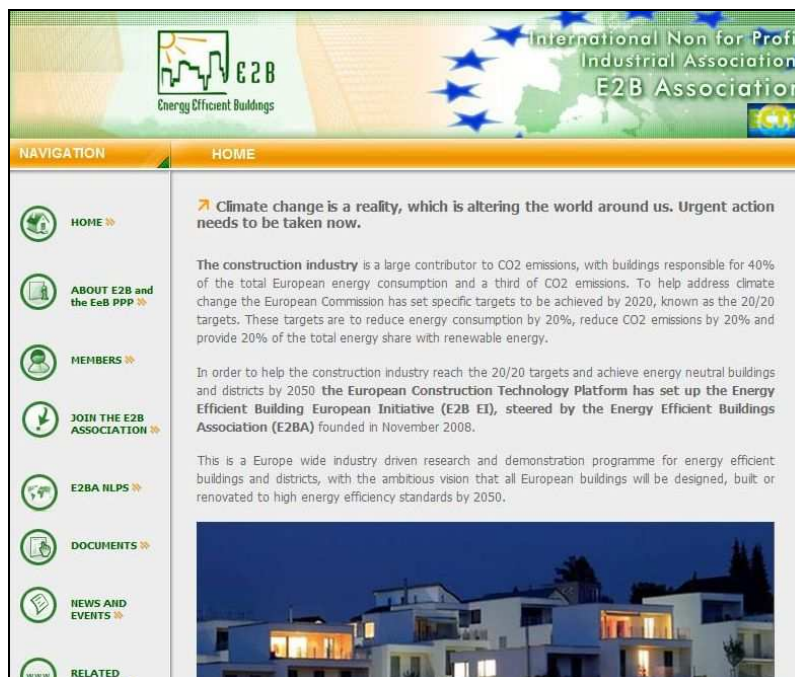 International Non for Profi
Industrial Association
E2B Association
E2B
Energy Efficient Buildings
ECTP
NAVIGATION
HOME
HOME
ABOUT E2B and
the EeB PPP
MEMBERS
JOIN THE E2B
ASSOCIATION
E2BA NLPS
DOCUMENTS
NEWS AND
EVENTS
www
RELATED
Climate change is a reality, which is altering the world around us. Urgent action
needs to be taken now.
The construction industry is a large contributor to CO2 emissions, with buildings responsible for 40%
of the total European energy consumption and a third of CO2 emissions. To help address climate
change the European Commission has set specific targets to be achieved by 2020, known as the 20/20
targets. These targets are to reduce energy consumption by 20%, reduce CO2 emissions by 20% and
provide 20% of the total energy share with renewable energy.
In order to help the construction industry reach the 20/20 targets and achieve energy neutral buildings
and districts by 2050 the European Construction Technology Platform has set up the Energy
Efficient Building European Initiative (E2B EI), steered by the Energy Efficient Buildings
Association (E2BA) founded in November 2008.
This is a Europe wide industry driven research and demonstration programme for energy efficient
buildings and districts, with the ambitious vision that all European buildings will be designed, built or
renovated to high energy efficiency standards by 2050.